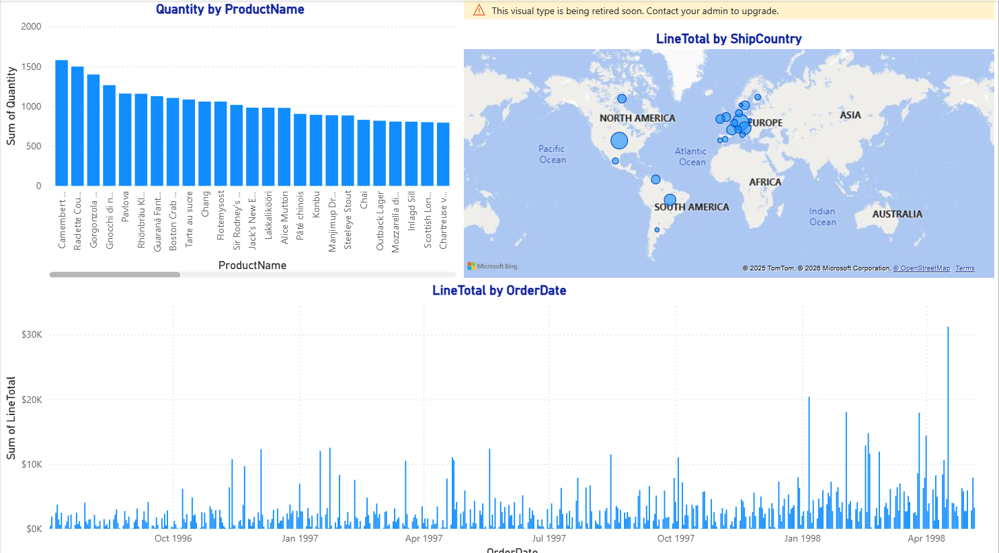 Quantity by ProductName
2000
1500
1000
500
0
Sum of Quantity
Camembert ...
Raclette Cou...
Gorgonzola ...
Gnocchi di n...
Pavlova
Rhönbräu Kl...
Guaraná Fant...
Boston Crab ...
Tarte au sucre
Chang
Flotemysost
Sir Rodney's ...
Jack's New E...
Lakkalikööri
Alice Mutton
Pâté chinois
Konbu
Manjimup Dr...
Steeleye Stout
Chai
Outback Lager
Mozzarella di...
Inlagd Sill
Scottish Lon...
Chartreuse v...
ProductName
This visual type is being retired soon. Contact your admin to upgrade.
LineTotal by ShipCountry
NORTH AMERICA
EUROPE
ASIA
Pacific
Ocean
Atlantic
Ocean
AFRICA
SOUTH AMERICA
Indian
Ocean
AUSTRALIA
Microsoft Bing
© 2025 TomTom, © 2026 Microsoft Corporation, © OpenStreetMap Terms
LineTotal by OrderDate
$30K
$20K
$10K
$0K
Sum of LineTotal
Oct 1996
Jan 1997
Apr 1997
Jul 1997
Oct 1997
Jan 1998
Apr 1998
OrderDate